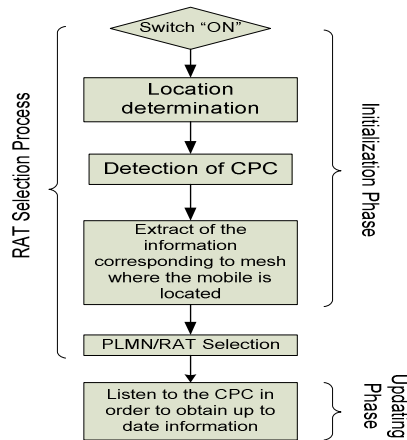 Switch “ON”
Location
determination
Detection of CPC
Extract of the
information
corresponding to mesh
where the mobile is
located
PLMN/RAT Selection
Listen to the CPC in
order to obtain up to
date information
RAT Selection Process
Initialization Phase
Updating
Phase